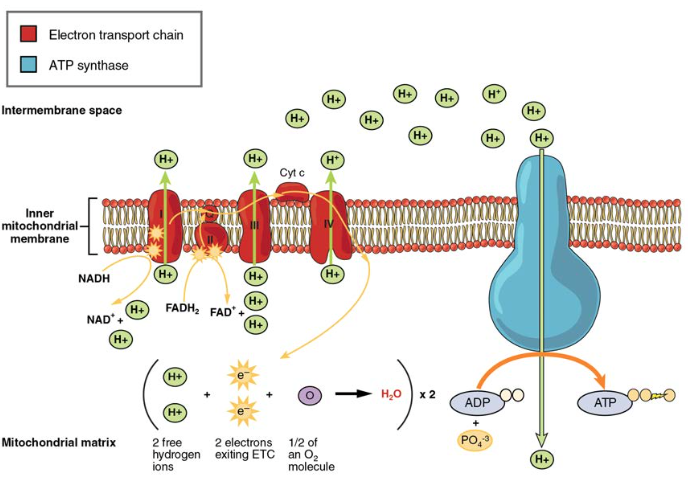 Electron transport chain
ATP synthase
Intermembrane space
H+
H+
H+
H+
H+
H+
H+
H+
H+
H+
H+
H+
H+
Cyt c
Inner
mitochondrial
membrane
I
Q
II
III
IV
H+
H+
H+
H+
H+
NADH
NAD+ +
H+
H+
FADH2
FAD+ +
H+
H+
e–
e–
+
+
O
H2O
x 2
ADP
+
PO4-3
ATP
H+
Mitochondrial matrix
2 free
hydrogen
ions
2 electrons
exiting ETC
1/2 of
an O2
molecule